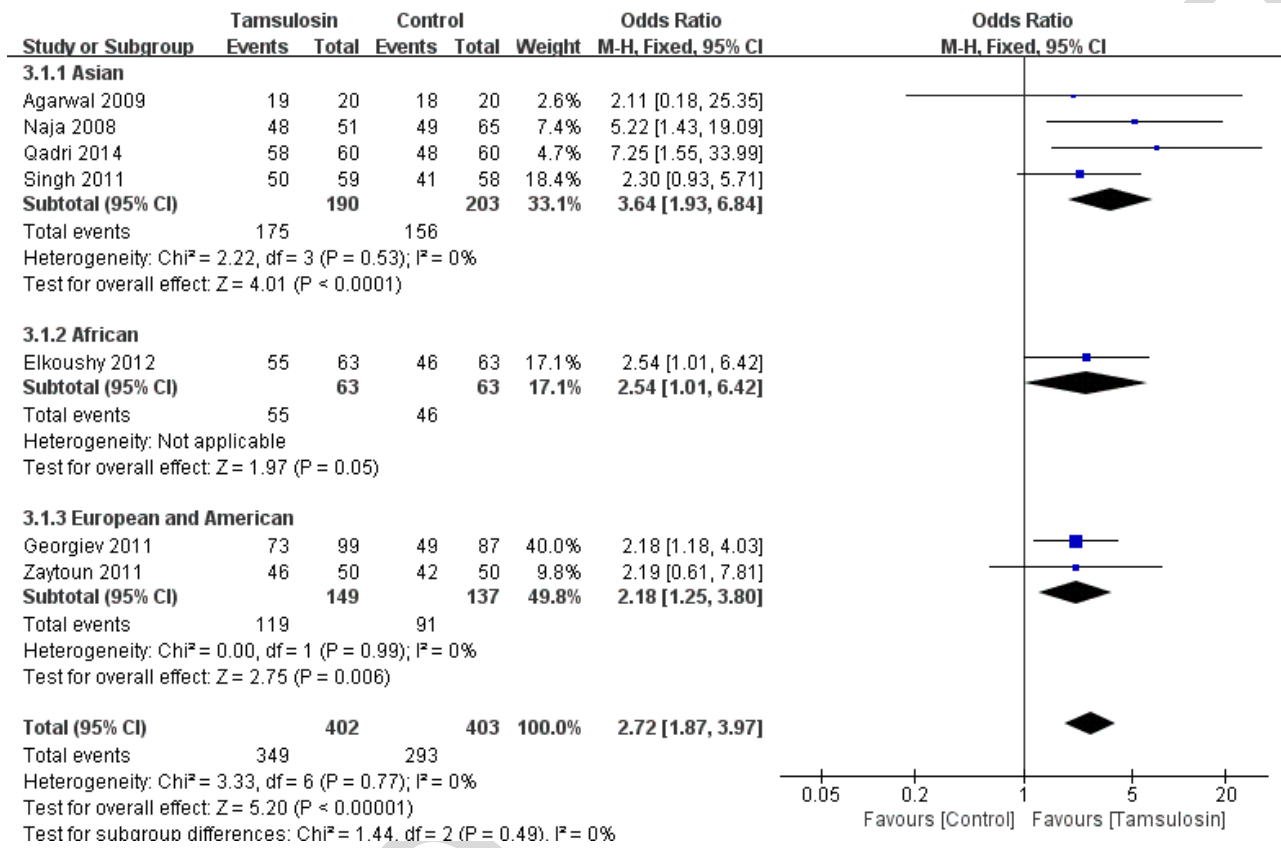 Tamsulosin Control Odds Ratio Odds Ratio
Study or Subgroup Events Total Events Total Weight M-H, Fixed, 95% CI M-H, Fixed, 95% CI
3.1.1 Asian
Agarwal 2009 19 20 18 20 2.6% 2.11 [0.18, 25.35]
Naja 2008 48 51 49 65 7.4% 5.22 [1.43, 19.09]
Qadri 2014 58 60 48 60 4.7% 7.25 [1.55, 33.99]
Singh 2011 50 59 41 58 18.4% 2.30 [0.93, 5.71]
Subtotal (95% CI) 190 203 33.1% 3.64 [1.93, 6.84]
Total events 175 156
Heterogeneity: Chi² = 2.22, df = 3 (P = 0.53); I² = 0%
Test for overall effect: Z = 4.01 (P < 0.0001)
3.1.2 African
Elkoushy 2012 55 63 46 63 17.1% 2.54 [1.01, 6.42]
Subtotal (95% CI) 63 63 17.1% 2.54 [1.01, 6.42]
Total events 55 46
Heterogeneity: Not applicable
Test for overall effect: Z = 1.97 (P = 0.05)
3.1.3 European and American
Georgiev 2011 73 99 49 87 40.0% 2.18 [1.18, 4.03]
Zaytoun 2011 46 50 42 50 9.8% 2.19 [0.61, 7.81]
Subtotal (95% CI) 149 137 49.8% 2.18 [1.25, 3.80]
Total events 119 91
Heterogeneity: Chi² = 0.00, df = 1 (P = 0.99); I² = 0%
Test for overall effect: Z = 2.75 (P = 0.006)
Total (95% CI) 402 403 100.0% 2.72 [1.87, 3.97]
Total events 349 293
Heterogeneity: Chi² = 3.33, df = 6 (P = 0.77); I² = 0%
Test for overall effect: Z = 5.20 (P < 0.00001)
Test for subgroup differences: Chi² = 1.44, df = 2 (P = 0.49), I² = 0%
0.05 0.2 1 5 20
Favours [Control] Favours [Tamsulosin]